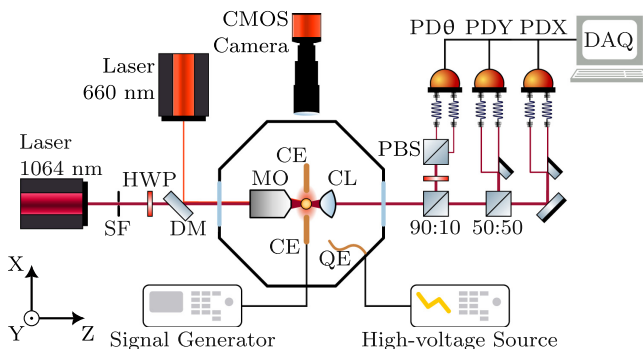 CMOS
Camera
PDθ PDY PDX
DAQ
Laser
660 nm
Laser
1064 nm
HWP
SF
DM
MO
CE
CL
CE
QE
PBS
90:10
50:50
X
Y
Z
Signal Generator
High-voltage Source